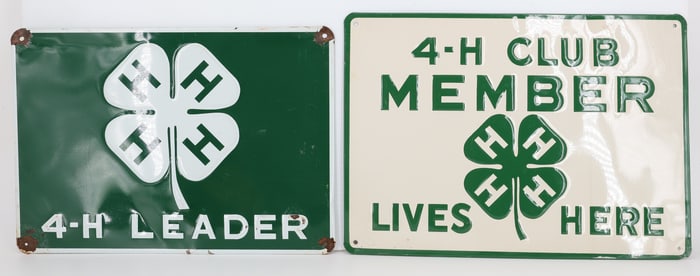 H H
H H
4-H LEADER
4-H CLUB
MEMBER
H H
H H
LIVES HERE